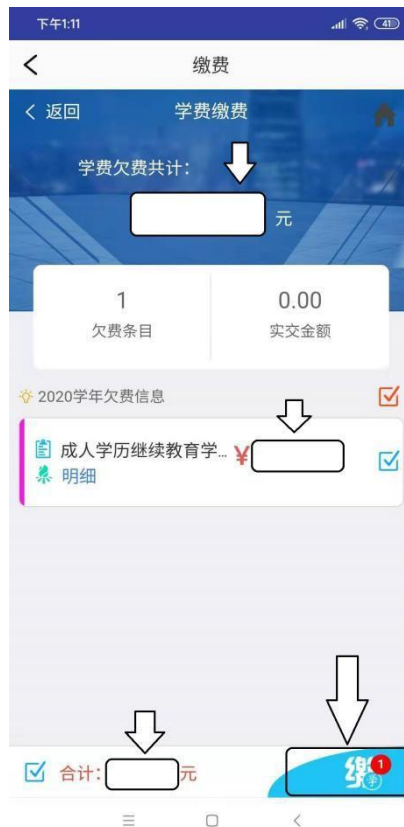 下午1:11
41
缴费
返回
学费缴费
学费欠费共计:
元
1
0.00
欠费条目
实交金额
2020学年欠费信息
成人学历继续教育学... ¥
明细
合计:
元
缴
1